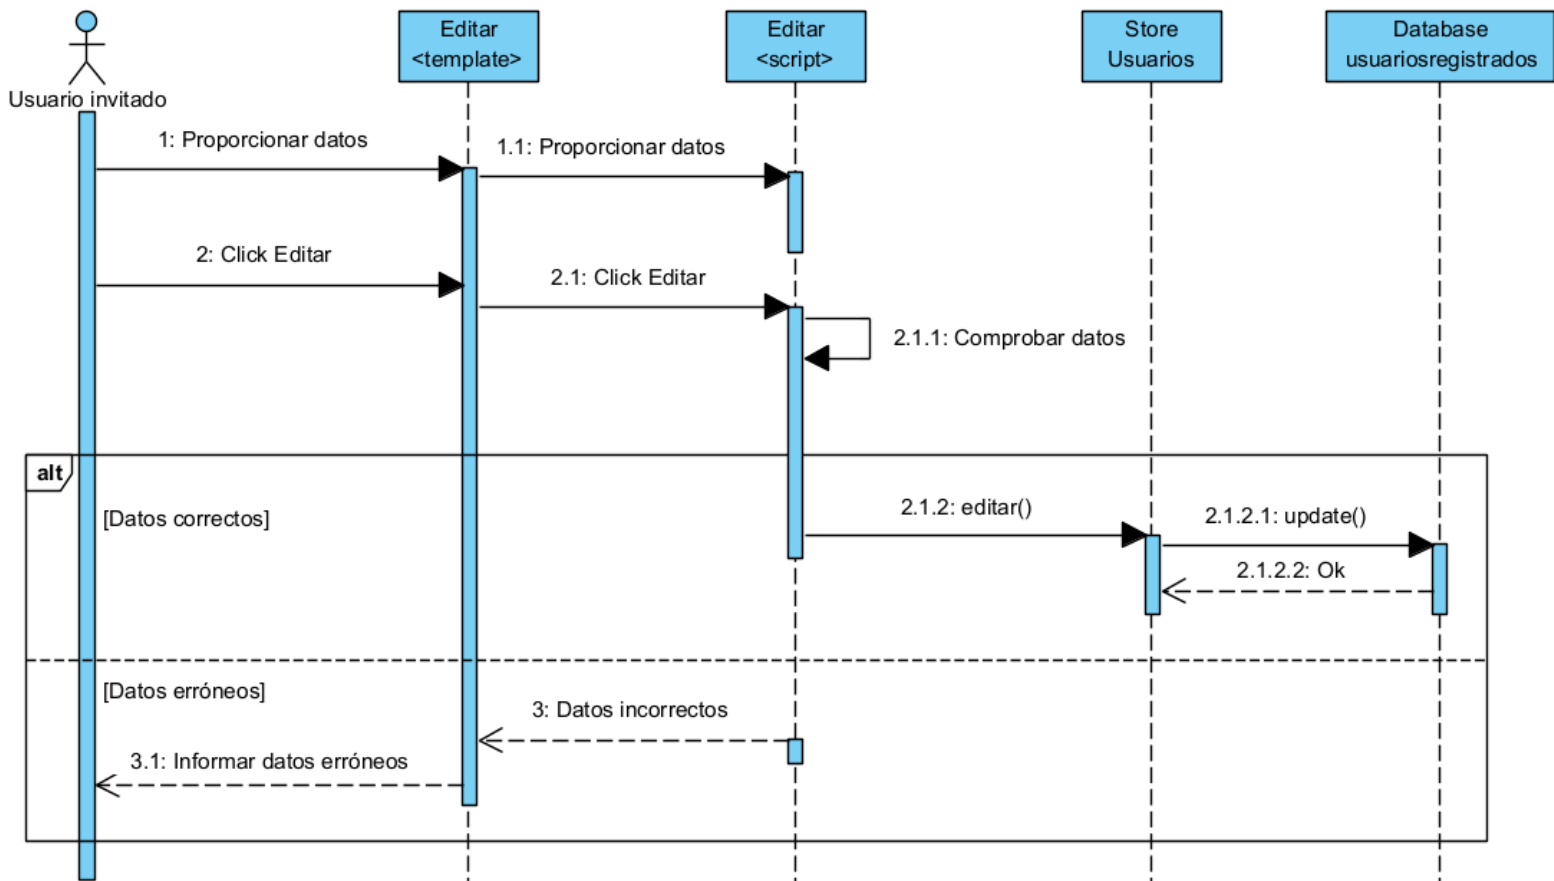 Editar
<template>
Editar
<script>
Store
Usuarios
Database
usuariosregistrados
Usuario invitado
1: Proporcionar datos
1.1: Proporcionar datos
2: Click Editar
2.1: Click Editar
2.1.1: Comprobar datos
alt
[Datos correctos]
2.1.2: editar()
2.1.2.1: update()
2.1.2.2: Ok
[Datos erróneos]
3: Datos incorrectos
3.1: Informar datos erróneos